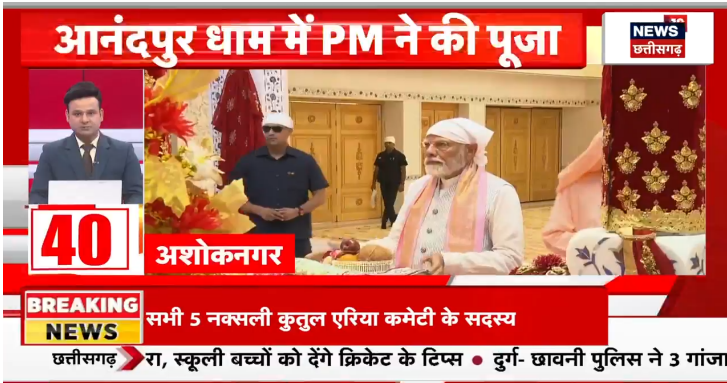 आनंदपुर धाम में PM ने की पूजा
NEWS 18
छत्तीसगढ़
40
अशोकनगर
BREAKING
NEWS
सभी 5 नक्सली कुतुल एरिया कमेटी के सदस्य
छत्तीसगढ़
रा, स्कूली बच्चों को देंगे क्रिकेट के टिप्स • दुर्ग- छावनी पुलिस ने 3 गांजा